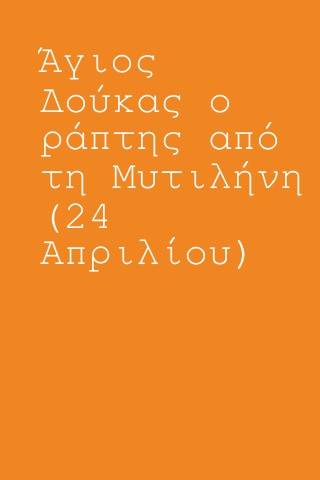 Άγιος
Δούκας ο
ράπτης από
τη Μυτιλήνη
(24
Απριλίου)